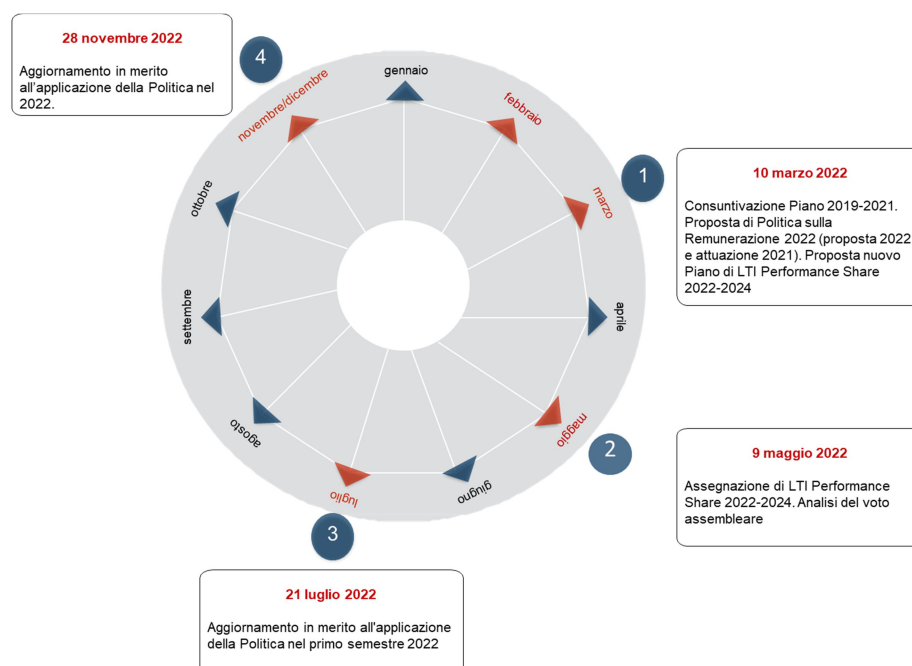 28 novembre 2022
Aggiornamento in merito
all'applicazione della Politica nel
2022.
4
novembre/dicembre
gennaio
febbraio
marzo
1
10 marzo 2022
Consuntivazione Piano 2019-2021.
Proposta di Politica sulla
Remunerazione 2022 (proposta 2022
e attuazione 2021). Proposta nuovo
Piano di LTI Performance Share
2022-2024
ottobre
settembre
aprile
agosto
maggio
2
9 maggio 2022
Assegnazione di LTI Performance
Share 2022-2024. Analisi del voto
assembleare
luglio
giugno
3
21 luglio 2022
Aggiornamento in merito all'applicazione
della Politica nel primo semestre 2022